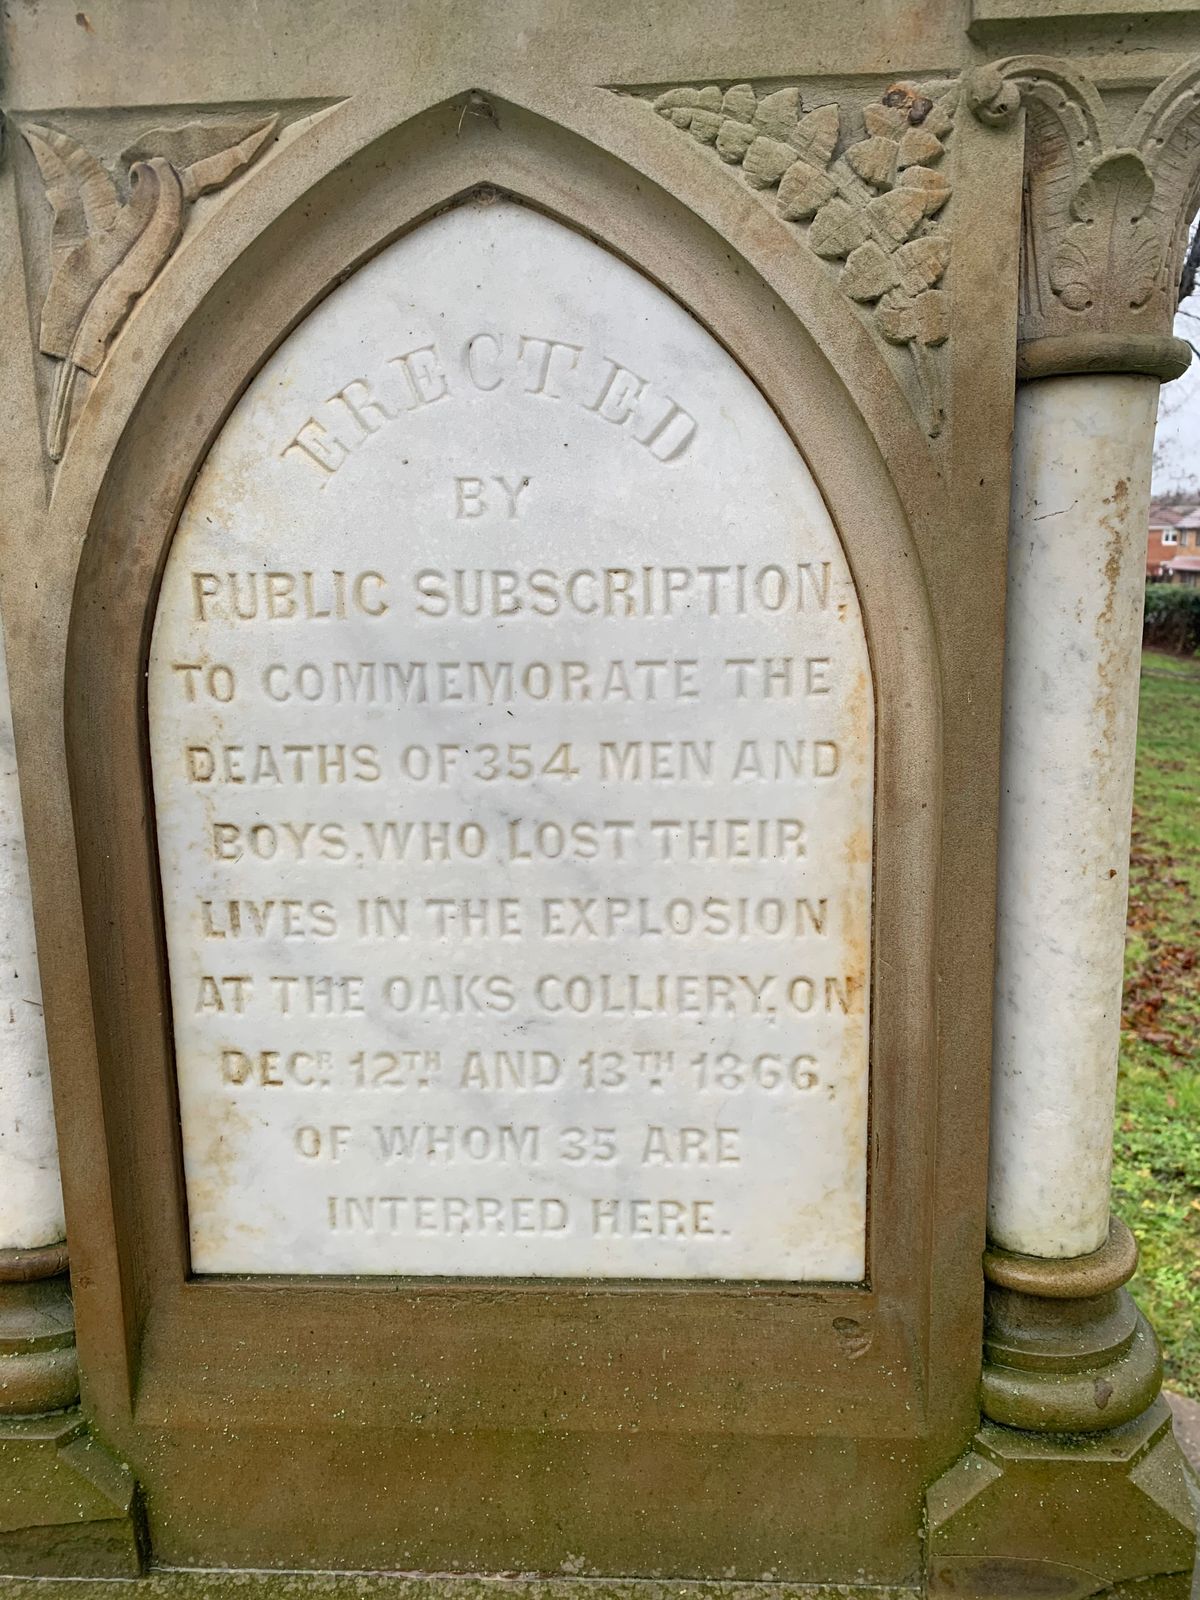 ERECTED
BY
PUBLIC SUBSCRIPTION,
TO COMMEMORATE THE
DEATHS OF 354 MEN AND
BOYS, WHO LOST THEIR
LIVES IN THE EXPLOSION
AT THE OAKS COLLIERY, ON
DECR. 12TH. AND 13TH. 1866,
OF WHOM 35 ARE
INTERRED HERE.